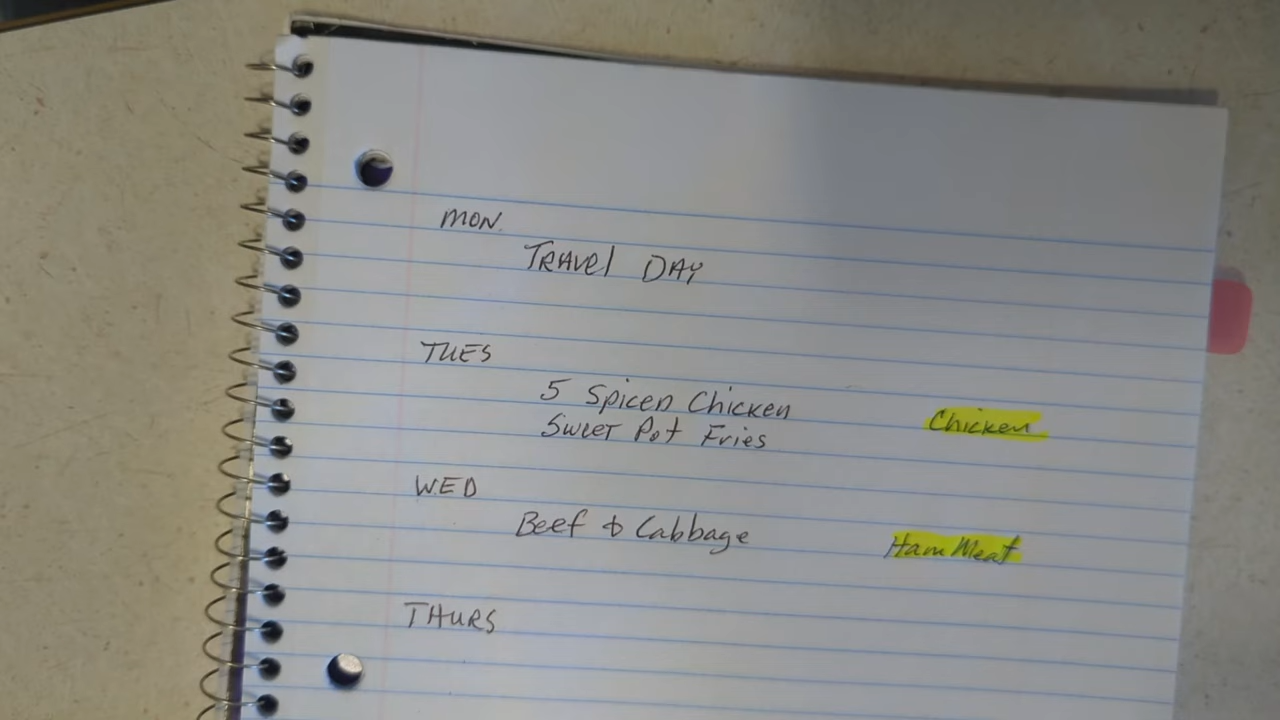 MON.
TRAVEl DAY
TUES
5 Spicen Chicken Chicken
Sweet Pot Fries
WED
Beef & Cabbage Ham Meat
THURS